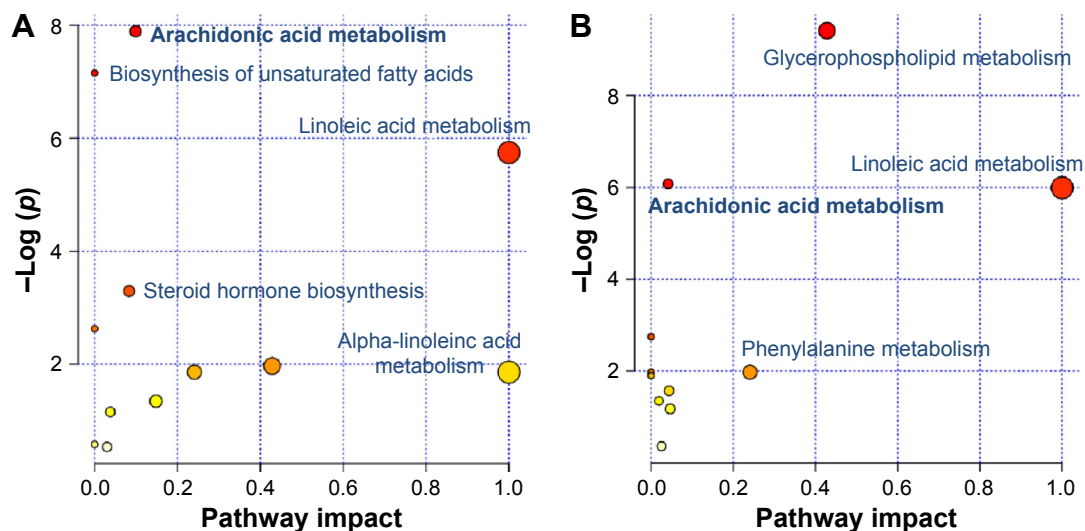 A
8
6
4
2
–Log (p)
Arachidonic acid metabolism
Biosynthesis of unsaturated fatty acids
Linoleic acid metabolism
Steroid hormone biosynthesis
Alpha-linoleinc acid
metabolism
0.0 0.2 0.4 0.6 0.8 1.0
Pathway impact
B
8
6
4
2
–Log (p)
Glycerophospholipid metabolism
Linoleic acid metabolism
Arachidonic acid metabolism
Phenylalanine metabolism
0.0 0.2 0.4 0.6 0.8 1.0
Pathway impact